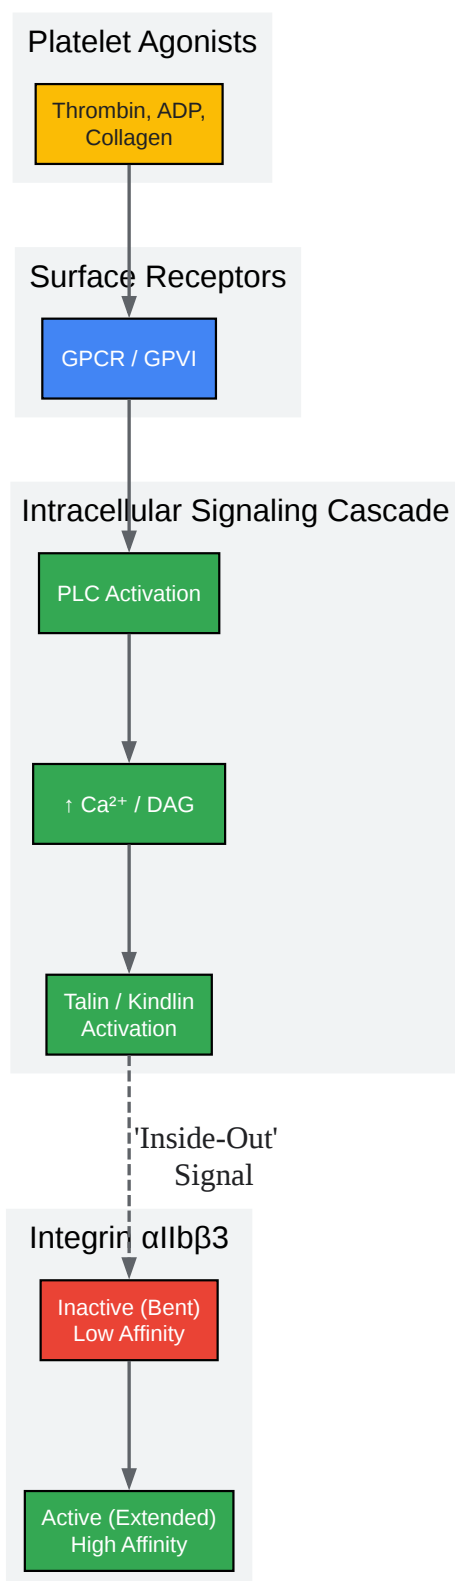 Platelet Agonists
Thrombin, ADP,
Collagen
Surface Receptors
GPCR / GPVI
Intracellular Signaling Cascade
PLC Activation
↑ Ca²⁺ / DAG
Talin / Kindlin
Activation
'Inside-Out'
Signal
Integrin αIIbβ3
Inactive (Bent)
Low Affinity
Active (Extended)
High Affinity